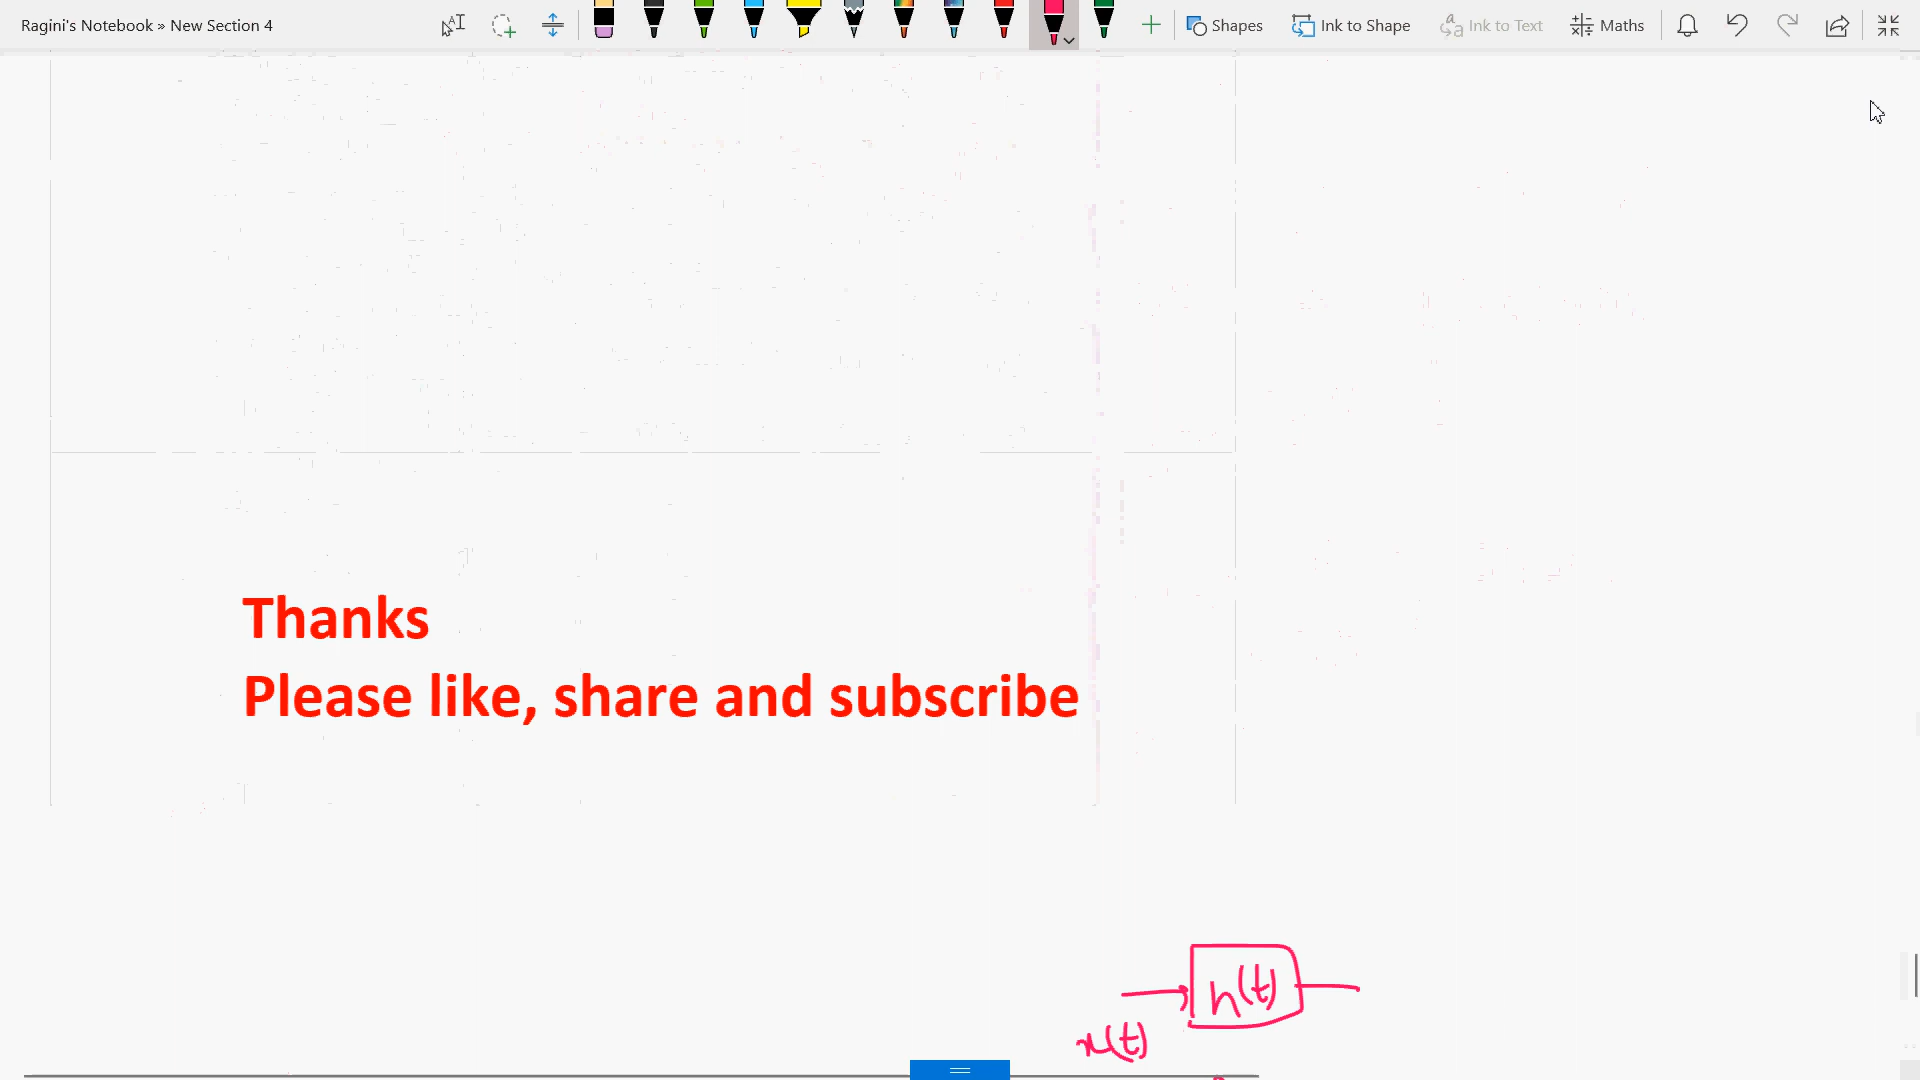 Ragini's Notebook » New Section 4
Shapes
Ink to Shape
Ink to Text
Maths
Thanks
Please like, share and subscribe
h(t)
x(t)